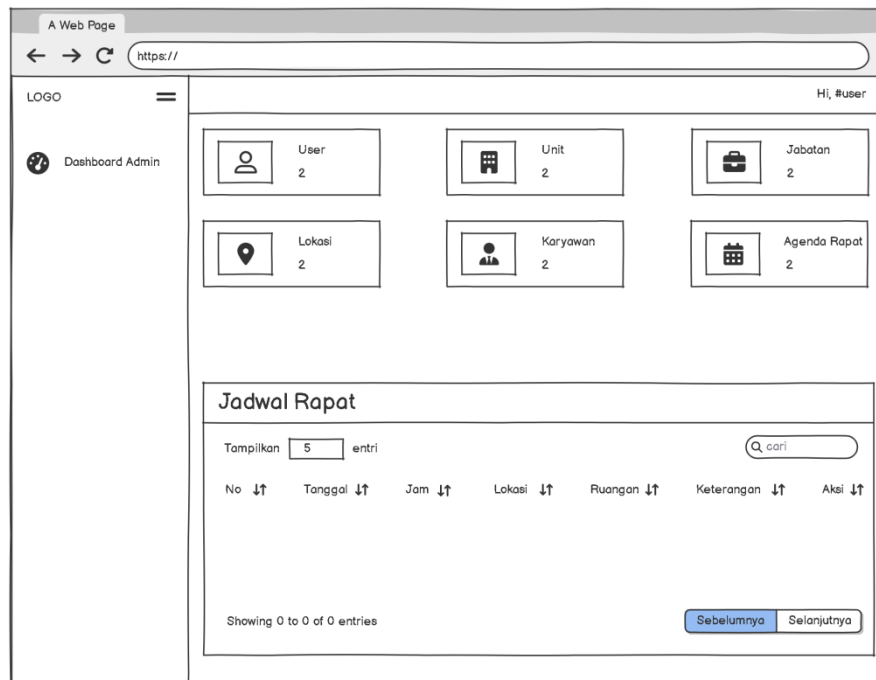 A Web Page
https://
LOGO
Hi, #user
Dashboard Admin
User
2
Unit
2
Jabatan
2
Lokasi
2
Karyawan
2
Agenda Rapat
2
Jadwal Rapat
Tampilkan 5 entri
cari
No Tanggal Jam Lokasi Ruangan Keterangan Aksi
Showing 0 to 0 of 0 entries
Sebelumnya Selanjutnya